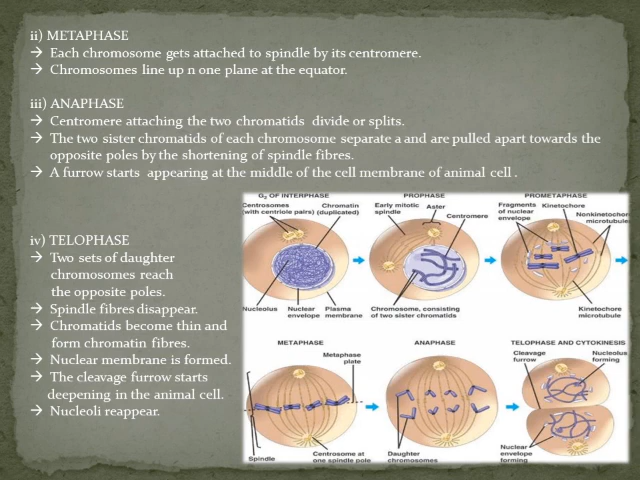 ii) METAPHASE
→ Each chromosome gets attached to spindle by its centromere.
→ Chromosomes line up n one plane at the equator.
iii) ANAPHASE
→ Centromere attaching the two chromatids divide or splits.
→ The two sister chromatids of each chromosome separate a and are pulled apart towards the
opposite poles by the shortening of spindle fibres.
→ A furrow starts appearing at the middle of the cell membrane of animal cell .
iv) TELOPHASE
→ Two sets of daughter
chromosomes reach
the opposite poles.
→ Spindle fibres disappear.
→ Chromatids become thin and
form chromatin fibres.
→ Nuclear membrane is formed.
→ The cleavage furrow starts
deepening in the animal cell.
→ Nucleoli reappear.
G₂ OF INTERPHASE
Centrosomes
(with centriole pairs)
Chromatin
(duplicated)
Nucleolus
Nuclear
envelope
Plasma
membrane
PROPHASE
Early mitotic
spindle
Aster
Centromere
Chromosome, consisting
of two sister chromatids
PROMETAPHASE
Fragments
of nuclear
envelope
Kinetochore
Nonkinetochore
microtubules
Kinetochore
microtubule
METAPHASE
Metaphase
plate
Spindle
Centrosome at
one spindle pole
ANAPHASE
Daughter
chromosomes
TELOPHASE AND CYTOKINESIS
Cleavage
furrow
Nucleolus
forming
Nuclear
envelope
forming